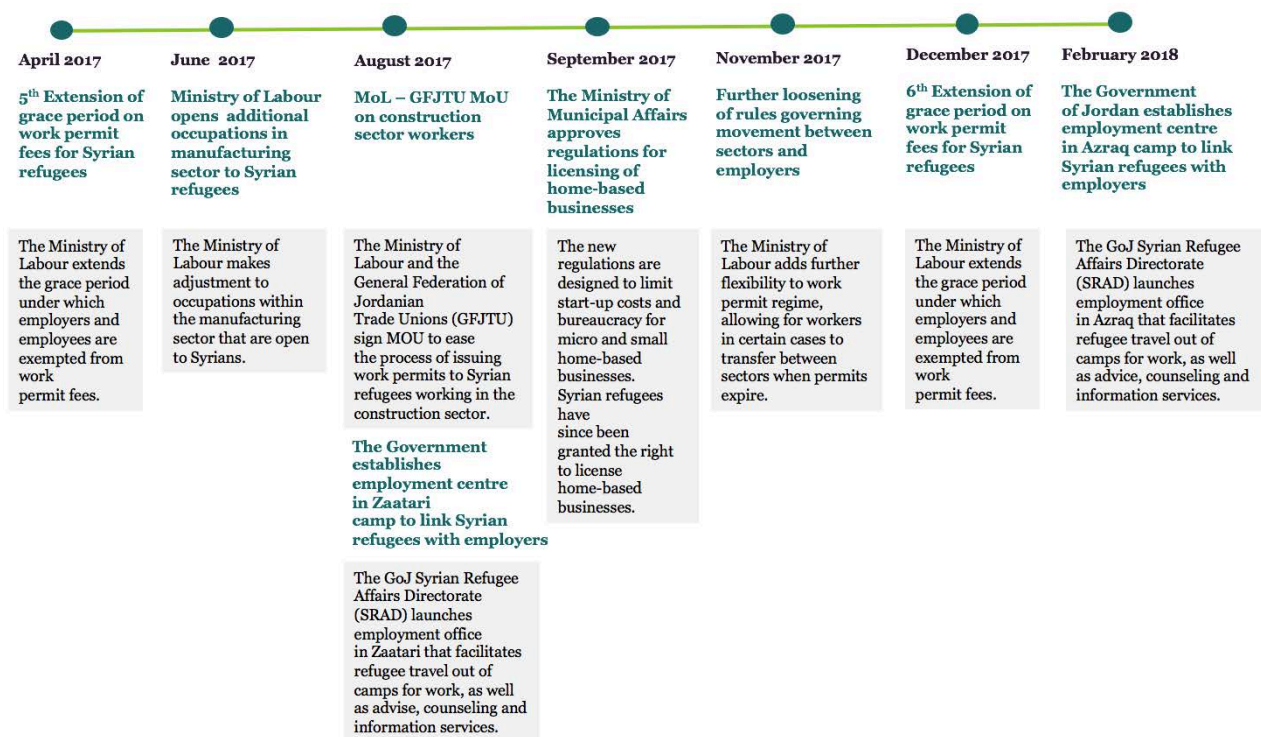 April 2017
5th Extension of
grace period on
work permit
fees for Syrian
refugees
The Ministry of
Labour extends
the grace period
under which
employers and
employees are
exempted from
work
permit fees.
June 2017
Ministry of Labour
opens additional
occupations in
manufacturing
sector to Syrian
refugees
The Ministry of
Labour makes
adjustment to
occupations within
the manufacturing
sector that are open
to Syrians.
August 2017
MoL – GFJTU MoU
on construction
sector workers
The Ministry of
Labour and the
General Federation of
Jordanian
Trade Unions (GFJTU)
sign MOU to ease
the process of issuing
work permits to Syrian
refugees working in the
construction sector.
The Government
establishes
employment centre
in Zaatari
camp to link Syrian
refugees with employers
The GoJ Syrian Refugee
Affairs Directorate
(SRAD) launches
employment office
in Zaatari that facilitates
refugee travel out of
camps for work, as well
as advise, counseling and
information services.
September 2017
The Ministry of
Municipal Affairs
approves
regulations for
licensing of
home-based
businesses
The new
regulations are
designed to limit
start-up costs and
bureaucracy for
micro and small
home-based
businesses.
Syrian refugees
have
since been
granted the right
to license
home-based
businesses.
November 2017
Further loosening
of rules governing
movement between
sectors and
employers
The Ministry of
Labour adds further
flexibility to work
permit regime,
allowing for workers
in certain cases to
transfer between
sectors when permits
expire.
December 2017
6th Extension of
grace period on
work permit
fees for Syrian
refugees
The Ministry of
Labour extends
the grace period
under which
employers and
employees are
exempted from
work
permit fees.
February 2018
The Government
of Jordan establishes
employment centre
in Azraq camp to link
Syrian refugees with
employers
The GoJ Syrian Refugee
Affairs Directorate
(SRAD) launches
employment office
in Azraq that facilitates
refugee travel out of
camps for work, as well
as advice, counseling and
information services.